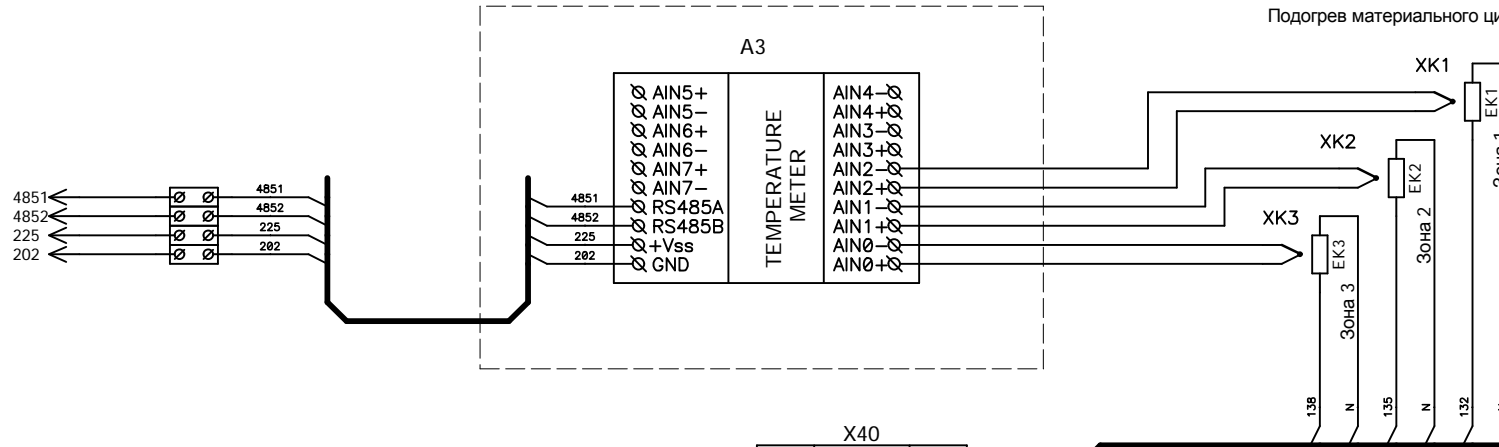 Подогрев материального ци
A3
XK1
AIN5+
AIN5-
AIN6+
AIN6-
AIN7+
AIN7-
RS485A
RS485B
+Vss
GND
TEMPERATURE
METER
AIN4-
AIN4+
AIN3-
AIN3+
AIN2-
AIN2+
AIN1-
AIN1+
AIN0-
AIN0+
EK1
XK2
EK2
Зона 2
XK3
EK3
Зона 3
Зона 1
4851
4852
225
202
4851
4852
225
202
4851
4852
225
202
138
N
135
N
132
X40